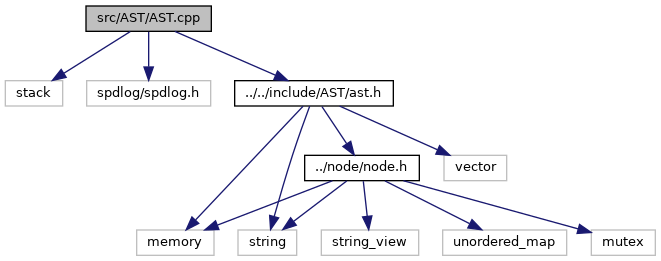 src/AST/AST.cpp
stack
spdlog/spdlog.h
../../include/AST/ast.h
../node/node.h
vector
memory
string
string_view
unordered_map
mutex